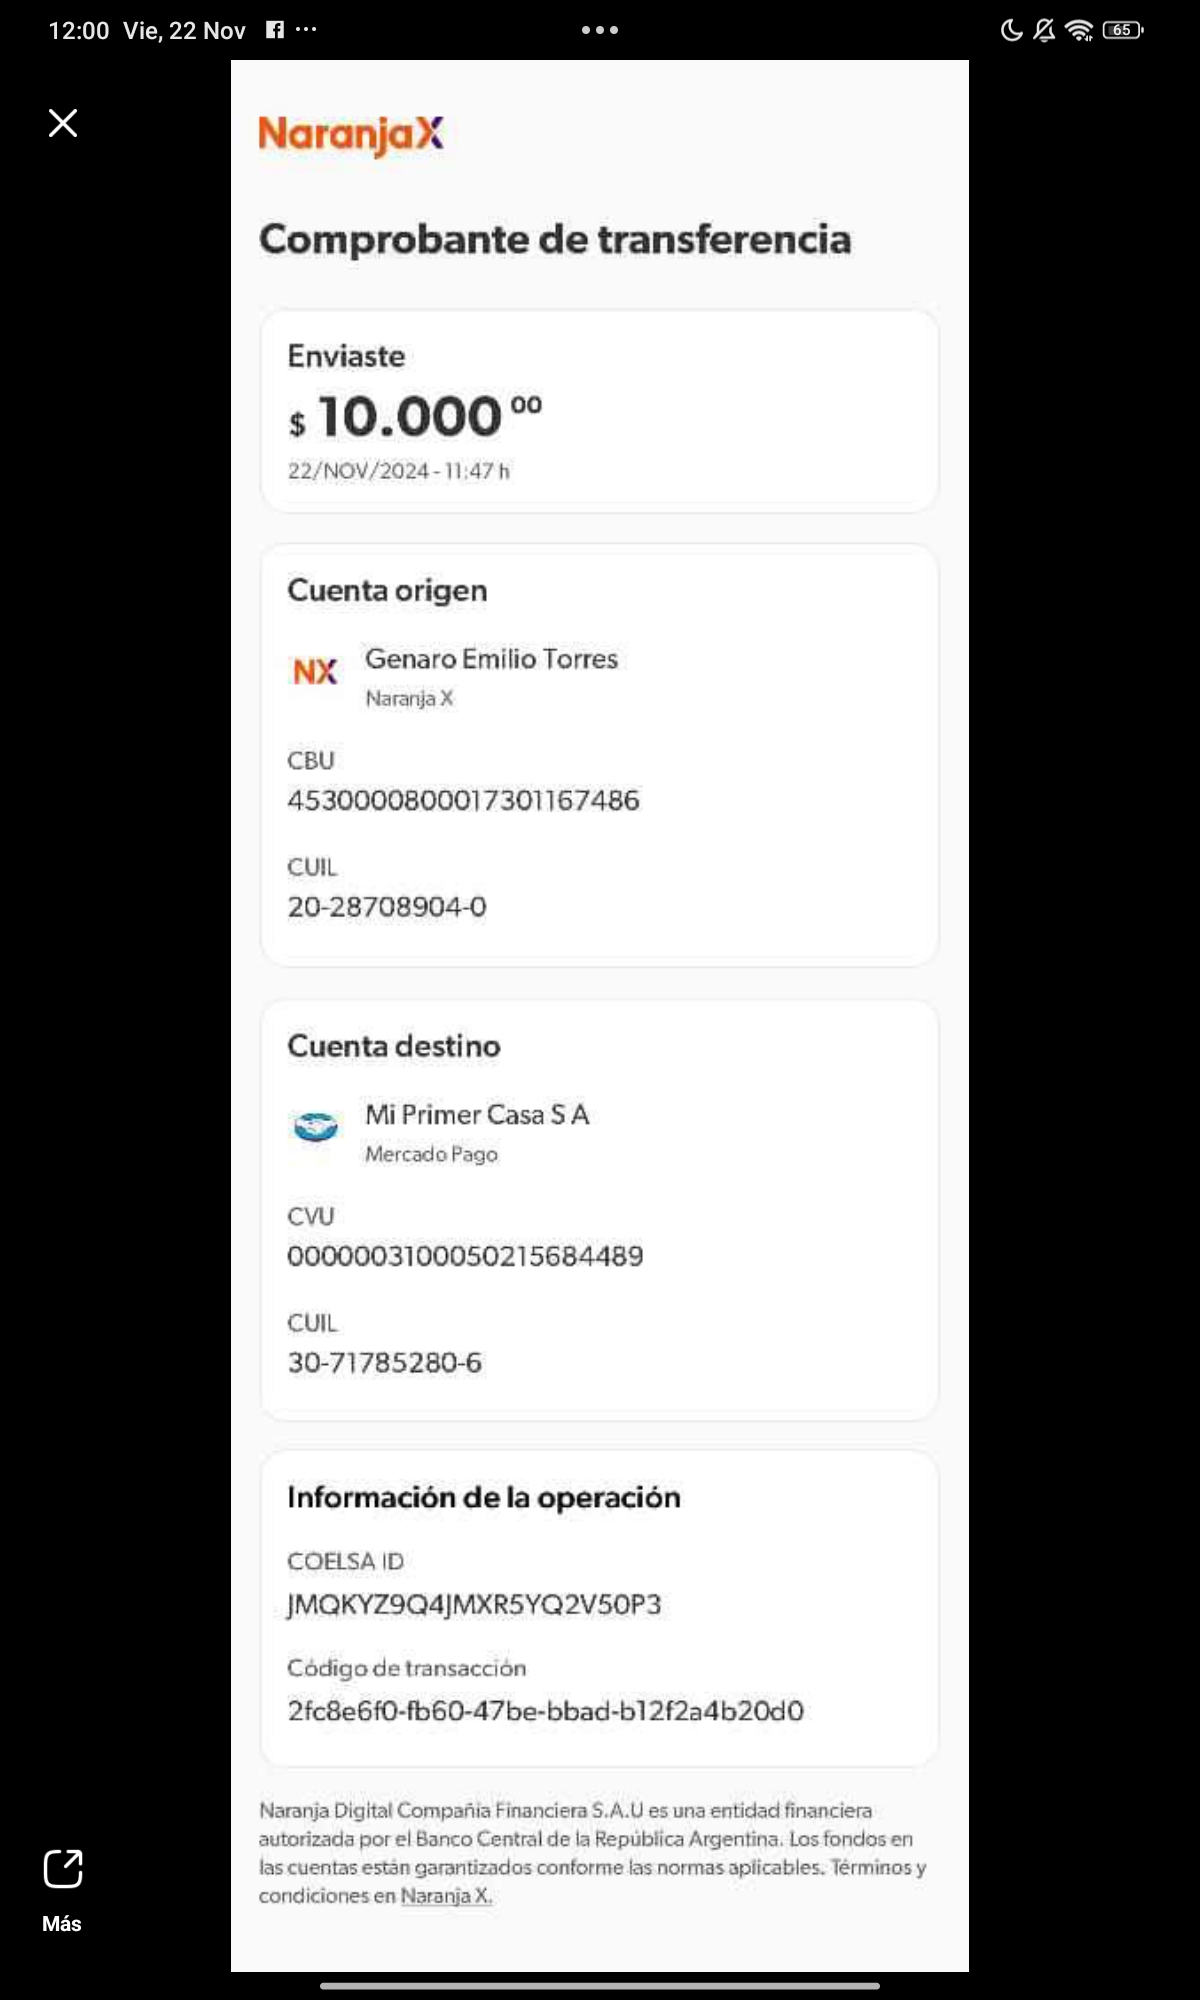 12:00 Vie, 22 Nov
65
NaranjaX
Comprobante de transferencia
Enviaste
$ 10.000 00
22/NOV/2024 - 11:47 h
Cuenta origen
NX
Genaro Emilio Torres
Naranja X
CBU
4530000800017301167486
CUIL
20-28708904-0
Cuenta destino
Mi Primer Casa S A
Mercado Pago
CVU
0000003100050215684489
CUIL
30-71785280-6
Información de la operación
COELSA ID
JMQKYZ9Q4JMXR5YQ2V50P3
Código de transacción
2fc8e6f0-fb60-47be-bbad-b12f2a4b20d0
Naranja Digital Compañía Financiera S.A.U es una entidad financiera
autorizada por el Banco Central de la República Argentina. Los fondos en
las cuentas están garantizados conforme las normas aplicables. Términos y
condiciones en Naranja X.
Más